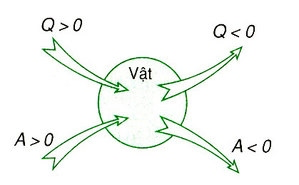 Q > 0
Q < 0
Vật
A > 0
A < 0